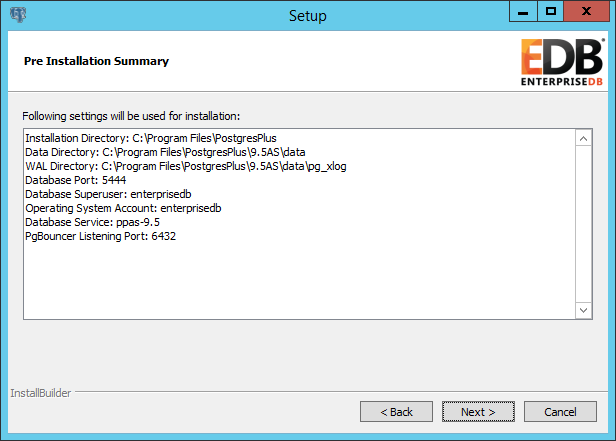 Setup
Pre Installation Summary
EDB
ENTERPRISEDB
Following settings will be used for installation:
Installation Directory: C:\Program Files\PostgresPlus
Data Directory: C:\Program Files\PostgresPlus\9.5AS\data
WAL Directory: C:\Program Files\PostgresPlus\9.5AS\data\pg_xlog
Database Port: 5444
Database Superuser: enterprisedb
Operating System Account: enterprisedb
Database Service: ppas-9.5
PgBouncer Listening Port: 6432
InstallBuilder
< Back
Next >
Cancel